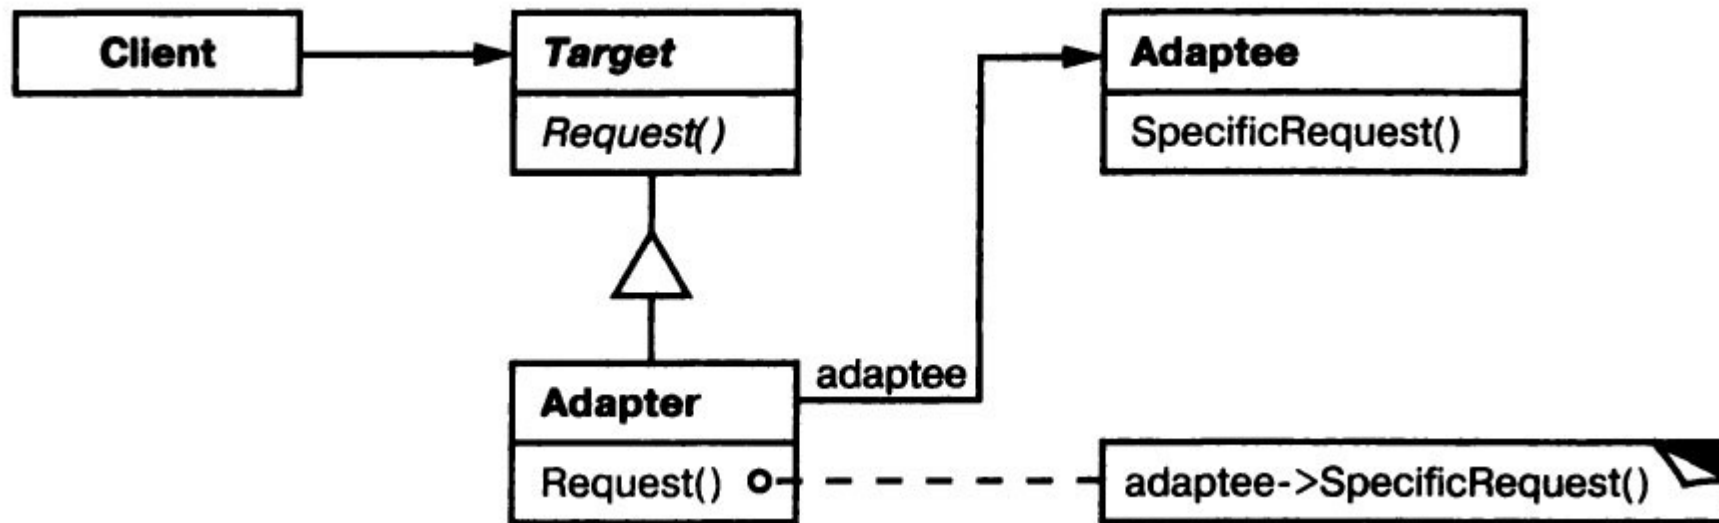 Client
Target
Request()
Adaptee
SpecificRequest()
Adapter
Request()
adaptee
adaptee->SpecificRequest()